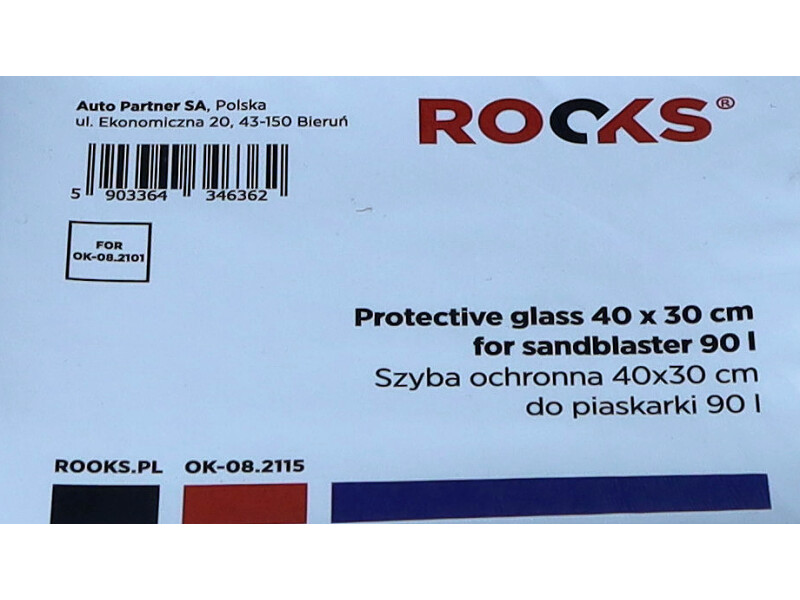 Auto Partner SA, Polska
ul. Ekonomiczna 20, 43-150 Bieruń
ROOKS®
5 903364 346362
FOR
OK-08.2101
Protective glass 40 x 30 cm
for sandblaster 90 l
Szyba ochronna 40x30 cm
do piaskarki 90 l
ROOKS.PL OK-08.2115